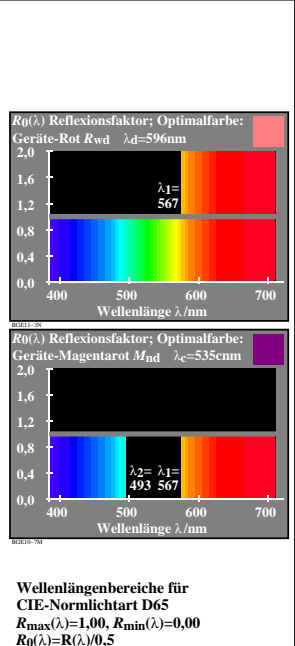 R0(λ) Reflexionsfaktor; Optimalfarbe:
Geräte-Rot Rwd λd=596nm
2,0
1,6
1,2
0,8
0,4
0,0
λ1=
567
400 500 600 700
Wellenlänge λ/nm
BGE11-3N
R0(λ) Reflexionsfaktor; Optimalfarbe:
Geräte-Magentarot Mnd λc=535cnm
2,0
1,6
1,2
0,8
0,4
0,0
λ2= λ1=
493 567
400 500 600 700
Wellenlänge λ/nm
BGE10-7M
Wellenlängenbereiche für
CIE-Normlichtart D65
Rmax(λ)=1,00, Rmin(λ)=0,00
R0(λ)=R(λ)/0,5